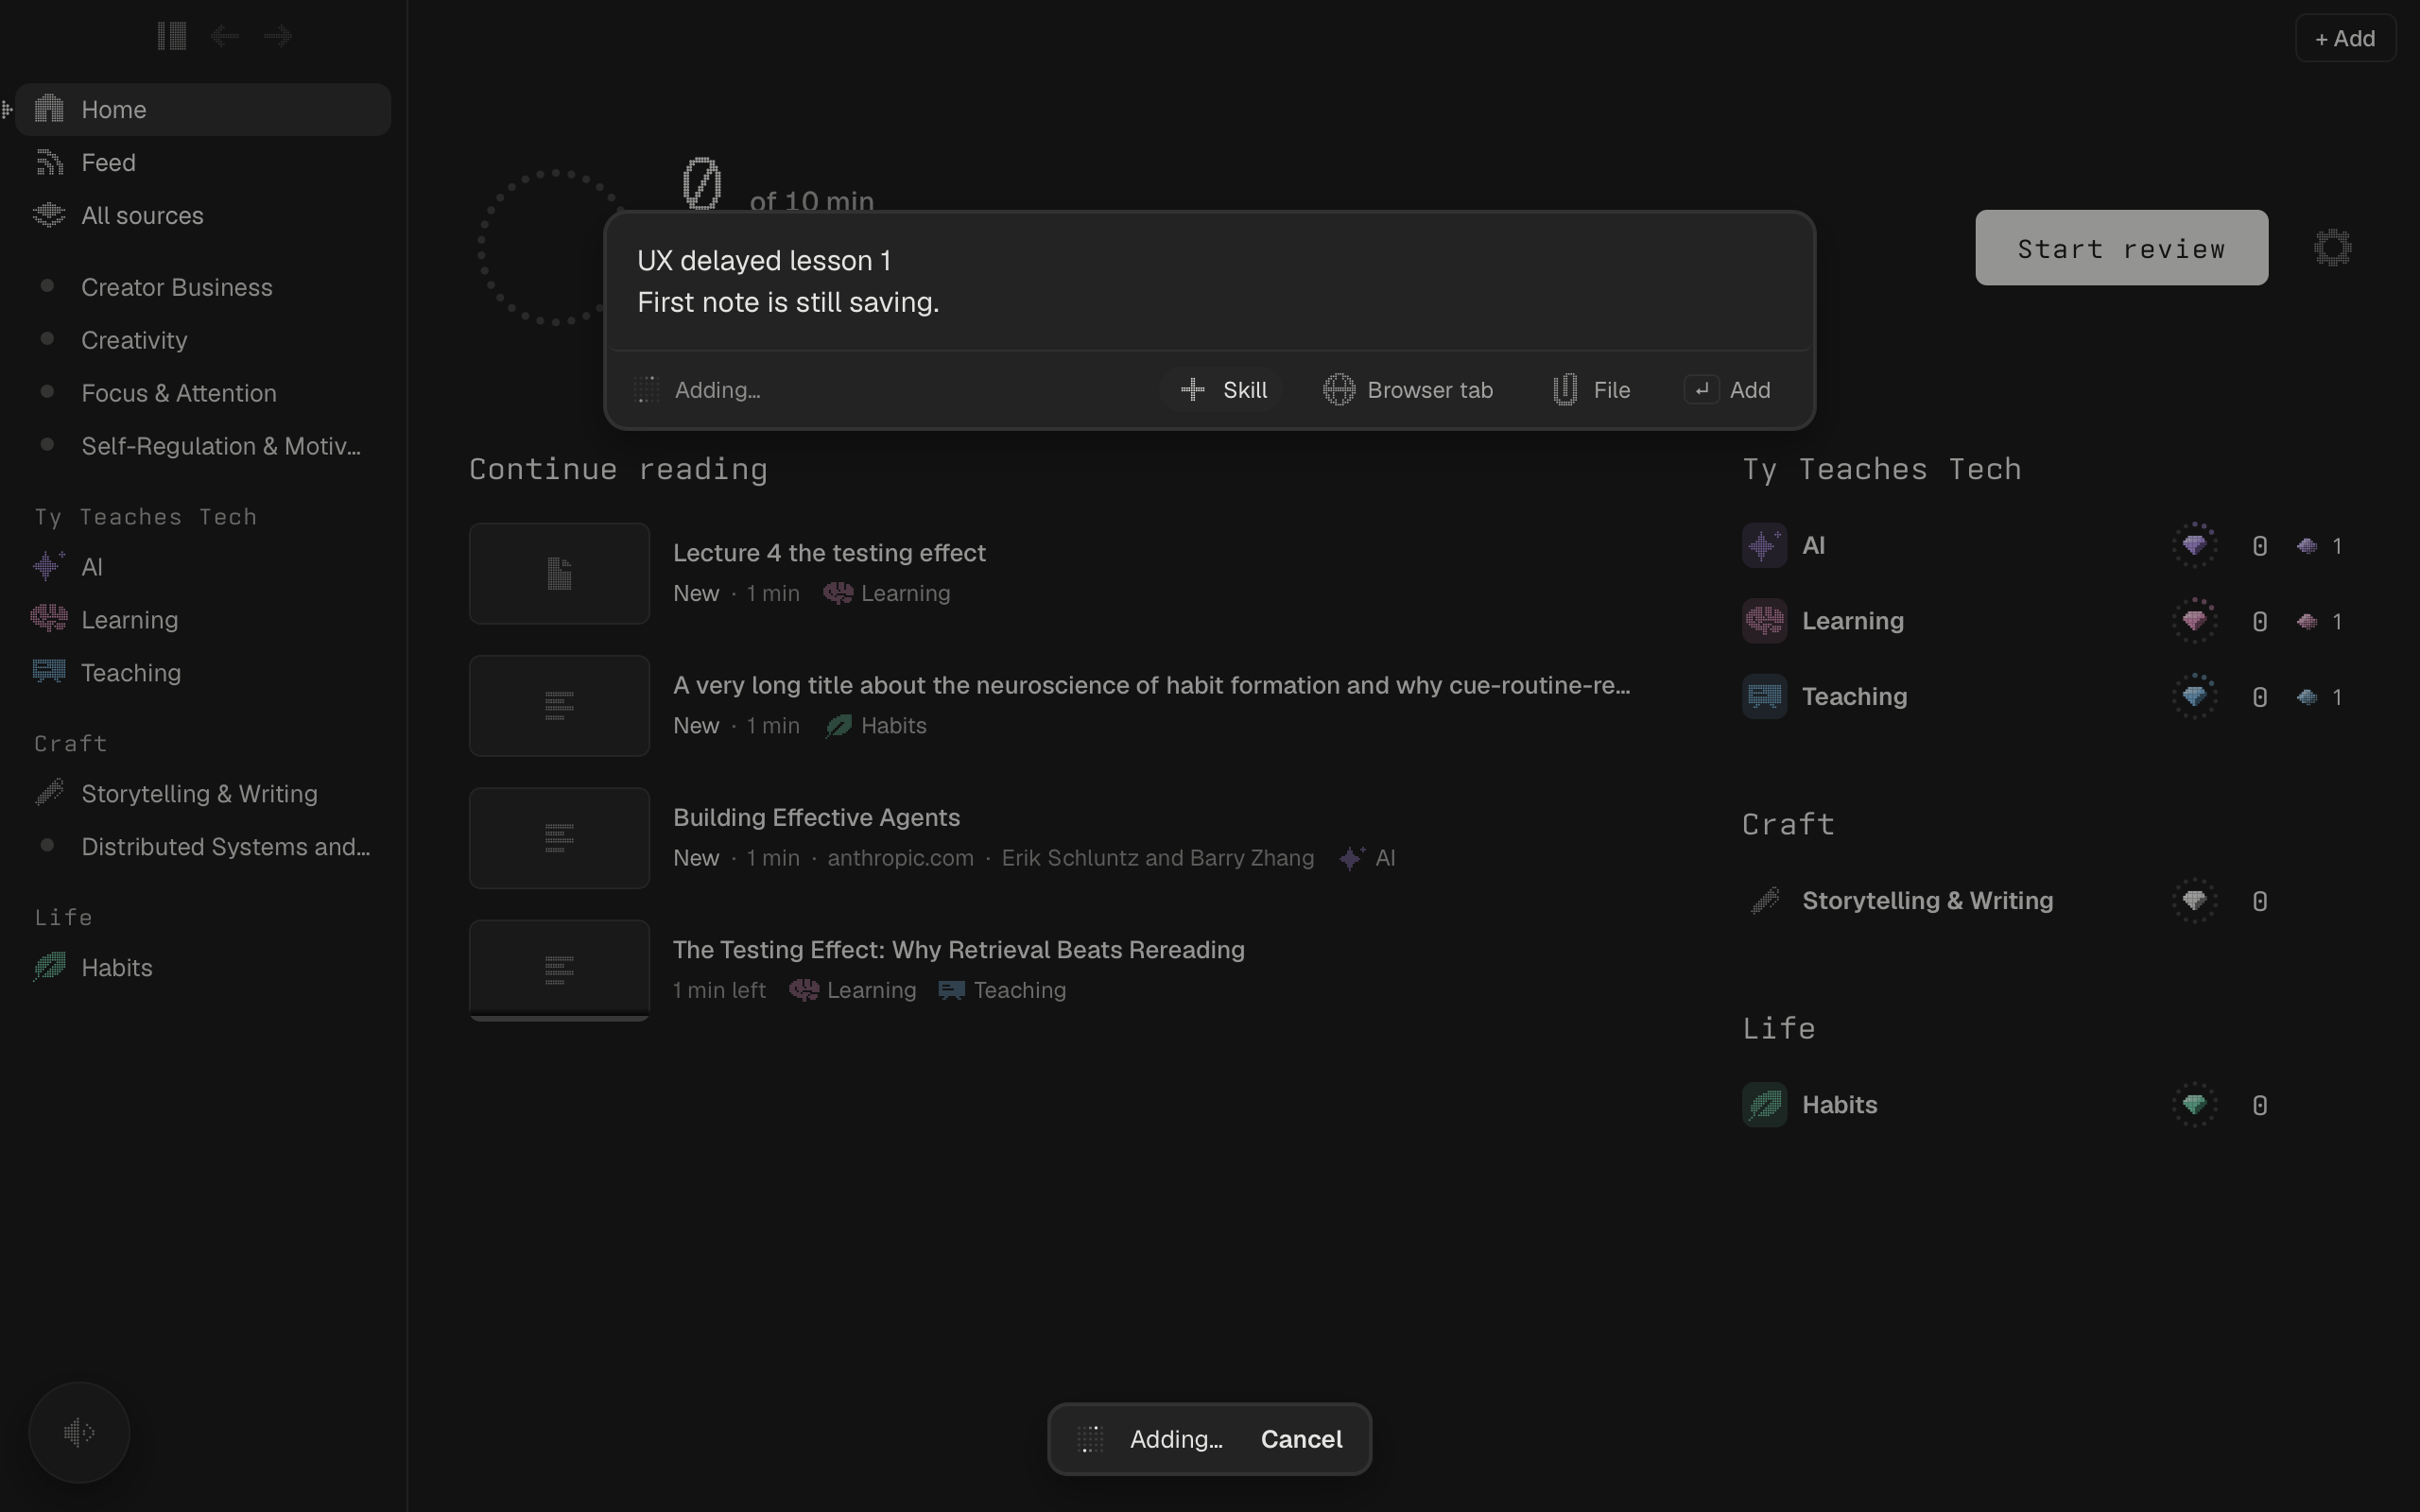 + Add
Home
Feed
All sources
Creator Business
Creativity
Focus & Attention
Self-Regulation & Motiv...
Ty Teaches Tech
AI
Learning
Teaching
Craft
Storytelling & Writing
Distributed Systems and...
Life
Habits
0 of 10 min
Start review
UX delayed lesson 1
First note is still saving.
Adding...
Skill
Browser tab
File
Add
Continue reading
Lecture 4 the testing effect
New · 1 min Learning
A very long title about the neuroscience of habit formation and why cue-routine-re...
New · 1 min Habits
Building Effective Agents
New · 1 min · anthropic.com · Erik Schluntz and Barry Zhang AI
The Testing Effect: Why Retrieval Beats Rereading
1 min left Learning Teaching
Ty Teaches Tech
AI 0 1
Learning 0 1
Teaching 0 1
Craft
Storytelling & Writing 0
Life
Habits 0
Adding... Cancel